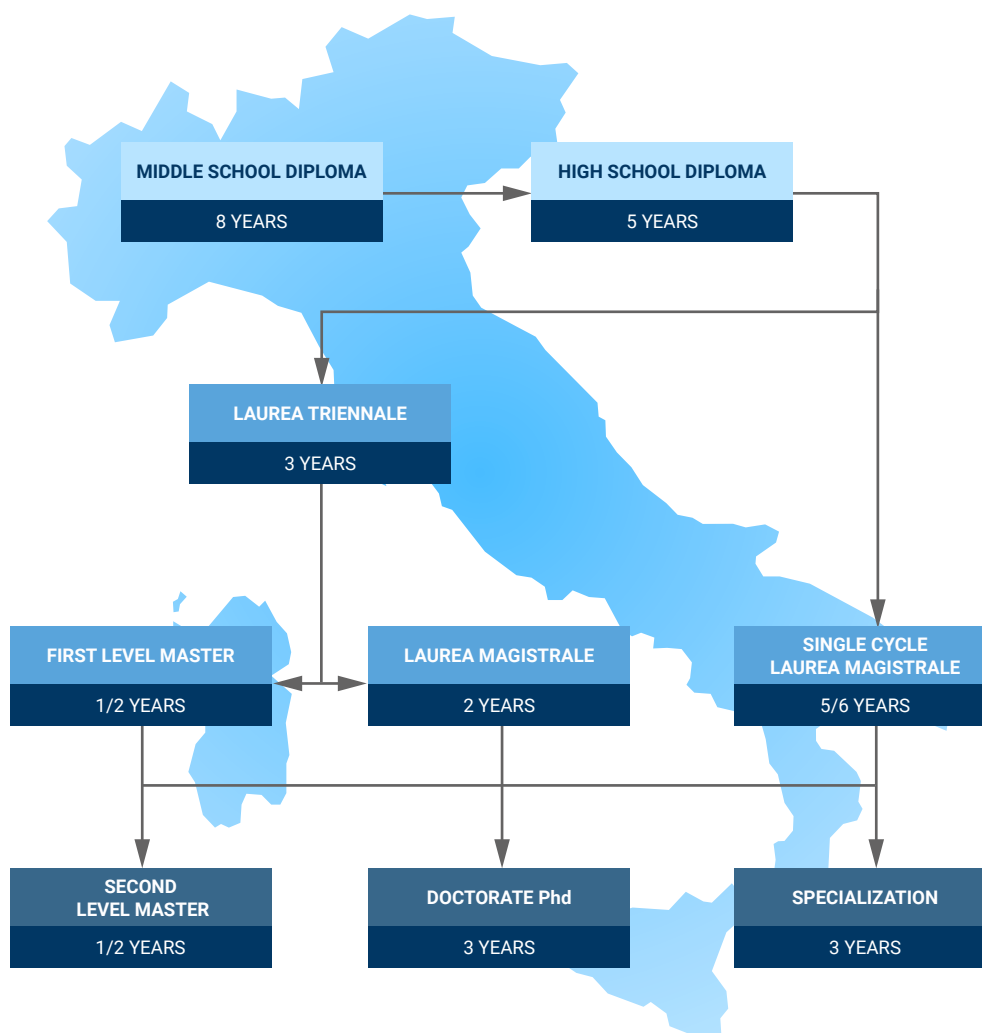 MIDDLE SCHOOL DIPLOMA
8 YEARS
HIGH SCHOOL DIPLOMA
5 YEARS
LAUREA TRIENNALE
3 YEARS
FIRST LEVEL MASTER
1/2 YEARS
LAUREA MAGISTRALE
2 YEARS
SINGLE CYCLE
LAUREA MAGISTRALE
5/6 YEARS
SECOND
LEVEL MASTER
1/2 YEARS
DOCTORATE Phd
3 YEARS
SPECIALIZATION
3 YEARS